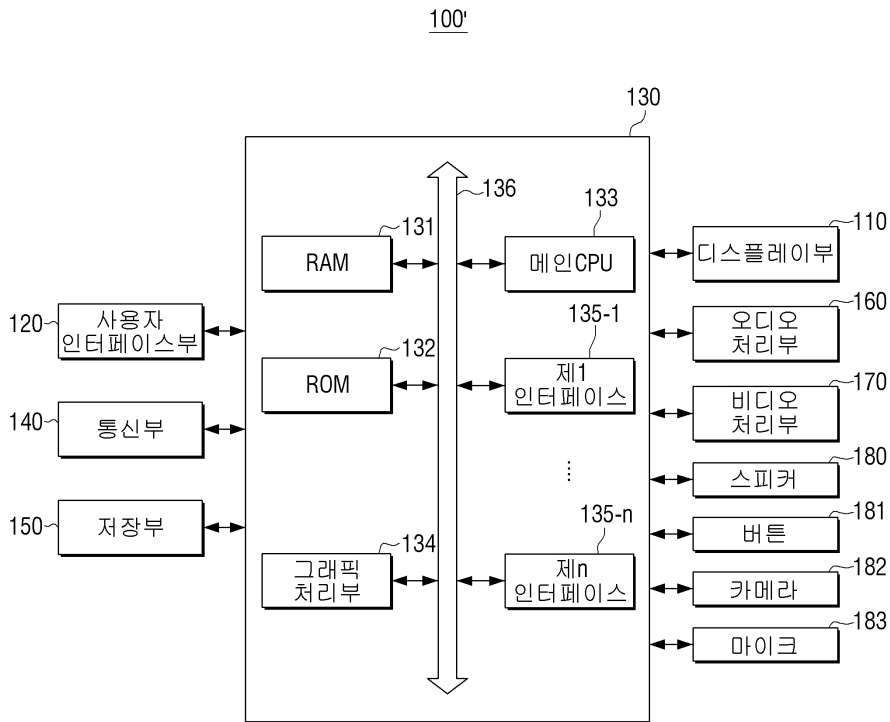 100'
130
136
131
RAM
133
메인CPU
110
디스플레이부
120
사용자
인터페이스부
132
ROM
135-1
제1
인터페이스
160
오디오
처리부
140
통신부
170
비디오
처리부
150
저장부
134
그래픽
처리부
135-n
제n
인터페이스
180
스피커
181
버튼
182
카메라
183
마이크